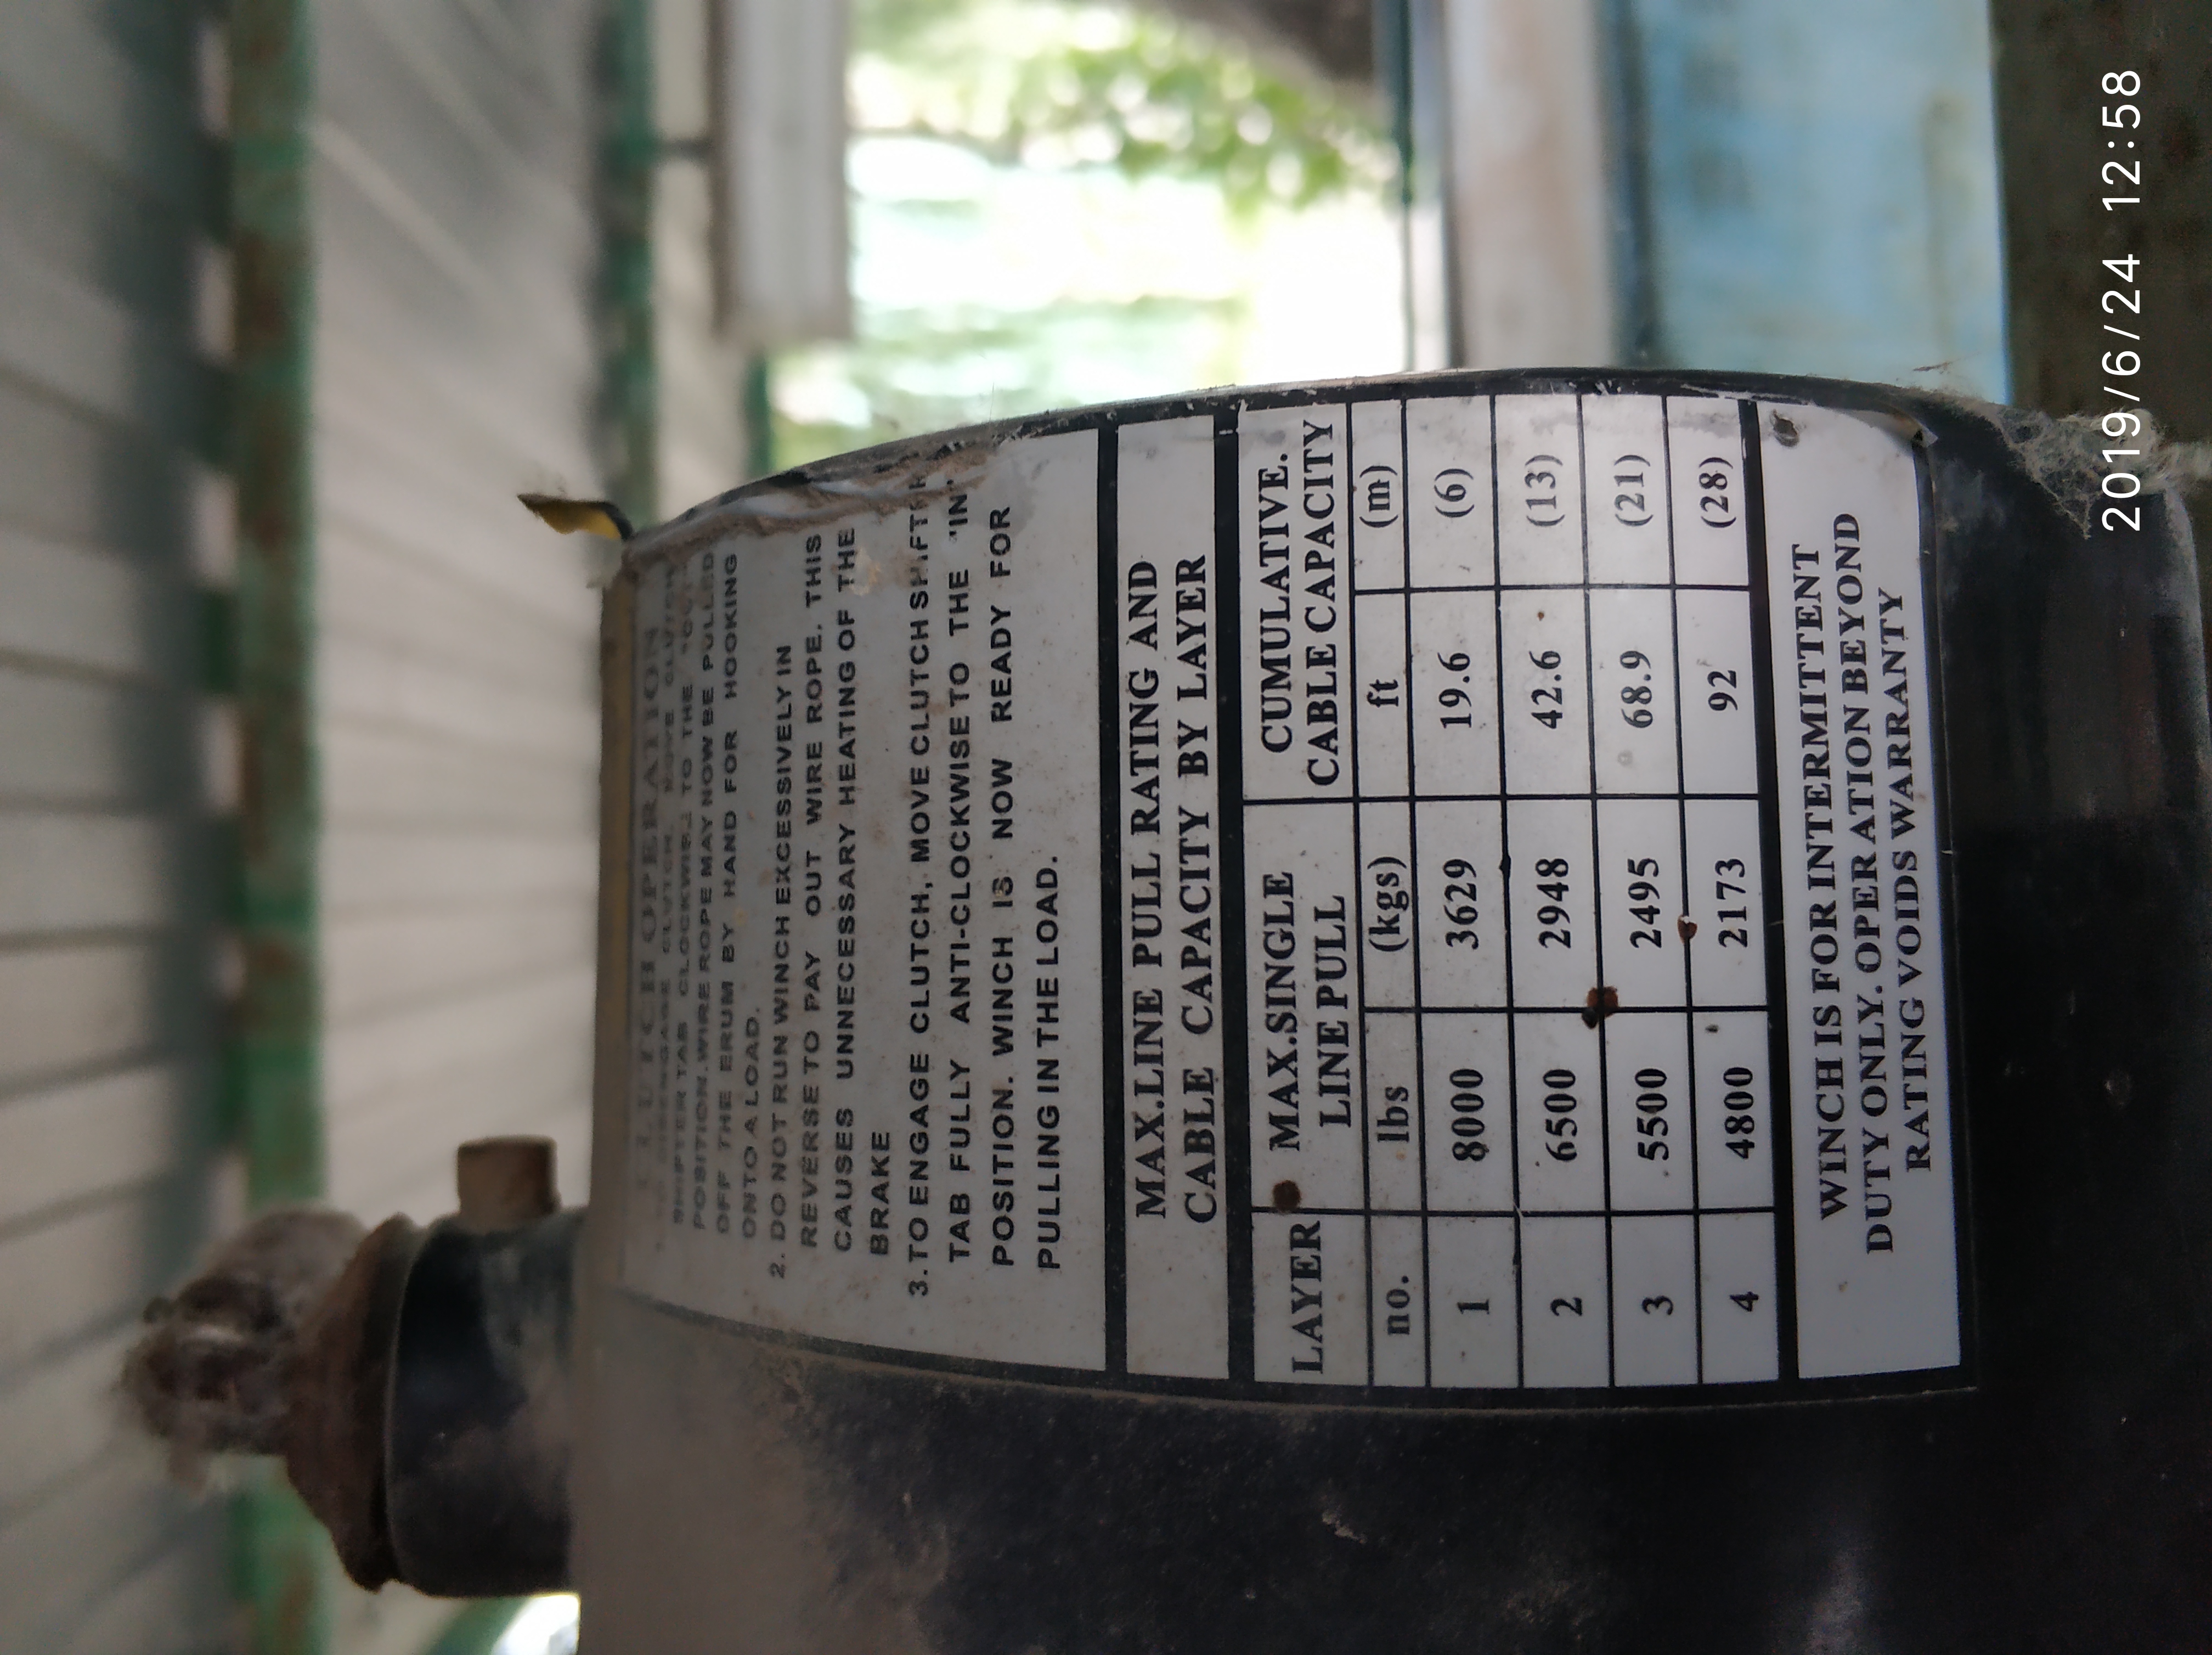 CLUTCH OPERATION
DISENGAGE CLUTCH, MOVE CLUTCH
SHIFTER TAB CLOCKWISE TO THE
POSITION.WIRE ROPE MAY NOW BE PULLED
OFF THE ERUM BY HAND FOR HOOKING
ONTO A LOAD.
2. DO NOT RUN WINCH EXCESSIVELY IN
REVERSE TO PAY OUT WIRE ROPE. THIS
CAUSES UNNECESSARY HEATING OF THE
BRAKE
3. TO ENGAGE CLUTCH, MOVE CLUTCH SHIFTER
TAB FULLY ANTI-CLOCKWISE TO THE 'IN'
POSITION. WINCH IS NOW READY FOR
PULLING IN THE LOAD.
MAX.LINE PULL RATING AND
CABLE CAPACITY BY LAYER
LAYER MAX.SINGLE LINE PULL CUMULATIVE. CABLE CAPACITY
no. lbs (kgs) ft (m)
1 8000 3629 19.6 (6)
2 6500 2948 42.6 (13)
3 5500 2495 68.9 (21)
4 4800 2173 92 (28)
WINCH IS FOR INTERMITTENT
DUTY ONLY. OPERATION BEYOND
RATING VOIDS WARRANTY
2019/6/24 12:58